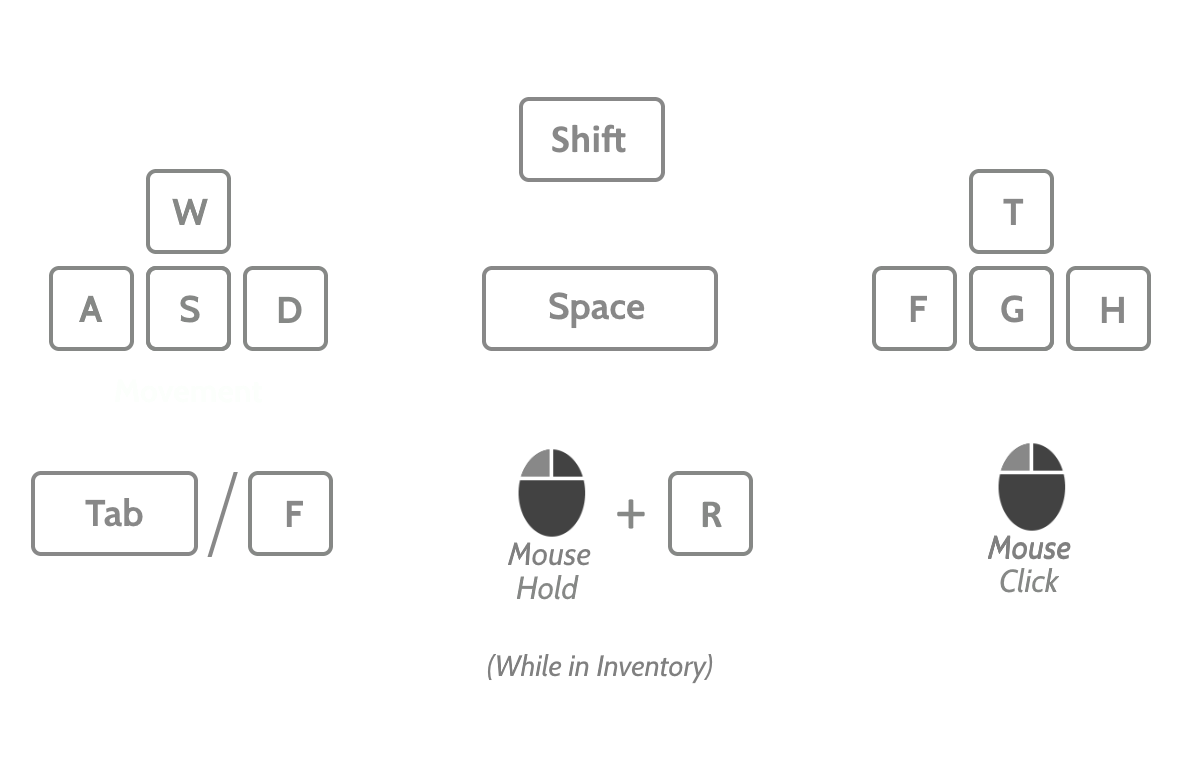 Shift
W
T
A S D
Space
F G H
Tab / F
+ R
Mouse
Hold
Mouse
Click
(While in Inventory)